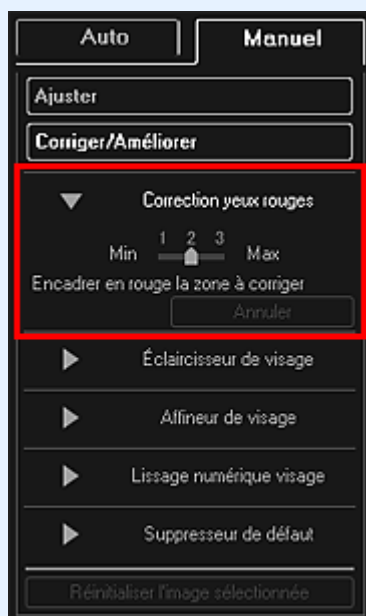 Auto Manuel
Ajuster
Corriger/Améliorer
Correction yeux rouges
1 2 3
Min Max
Encadrer en rouge la zone à corriger
Annuler
Éclaircisseur de visage
Affineur de visage
Lissage numérique visage
Suppresseur de défaut
Réinitialiser l'image sélectionnée